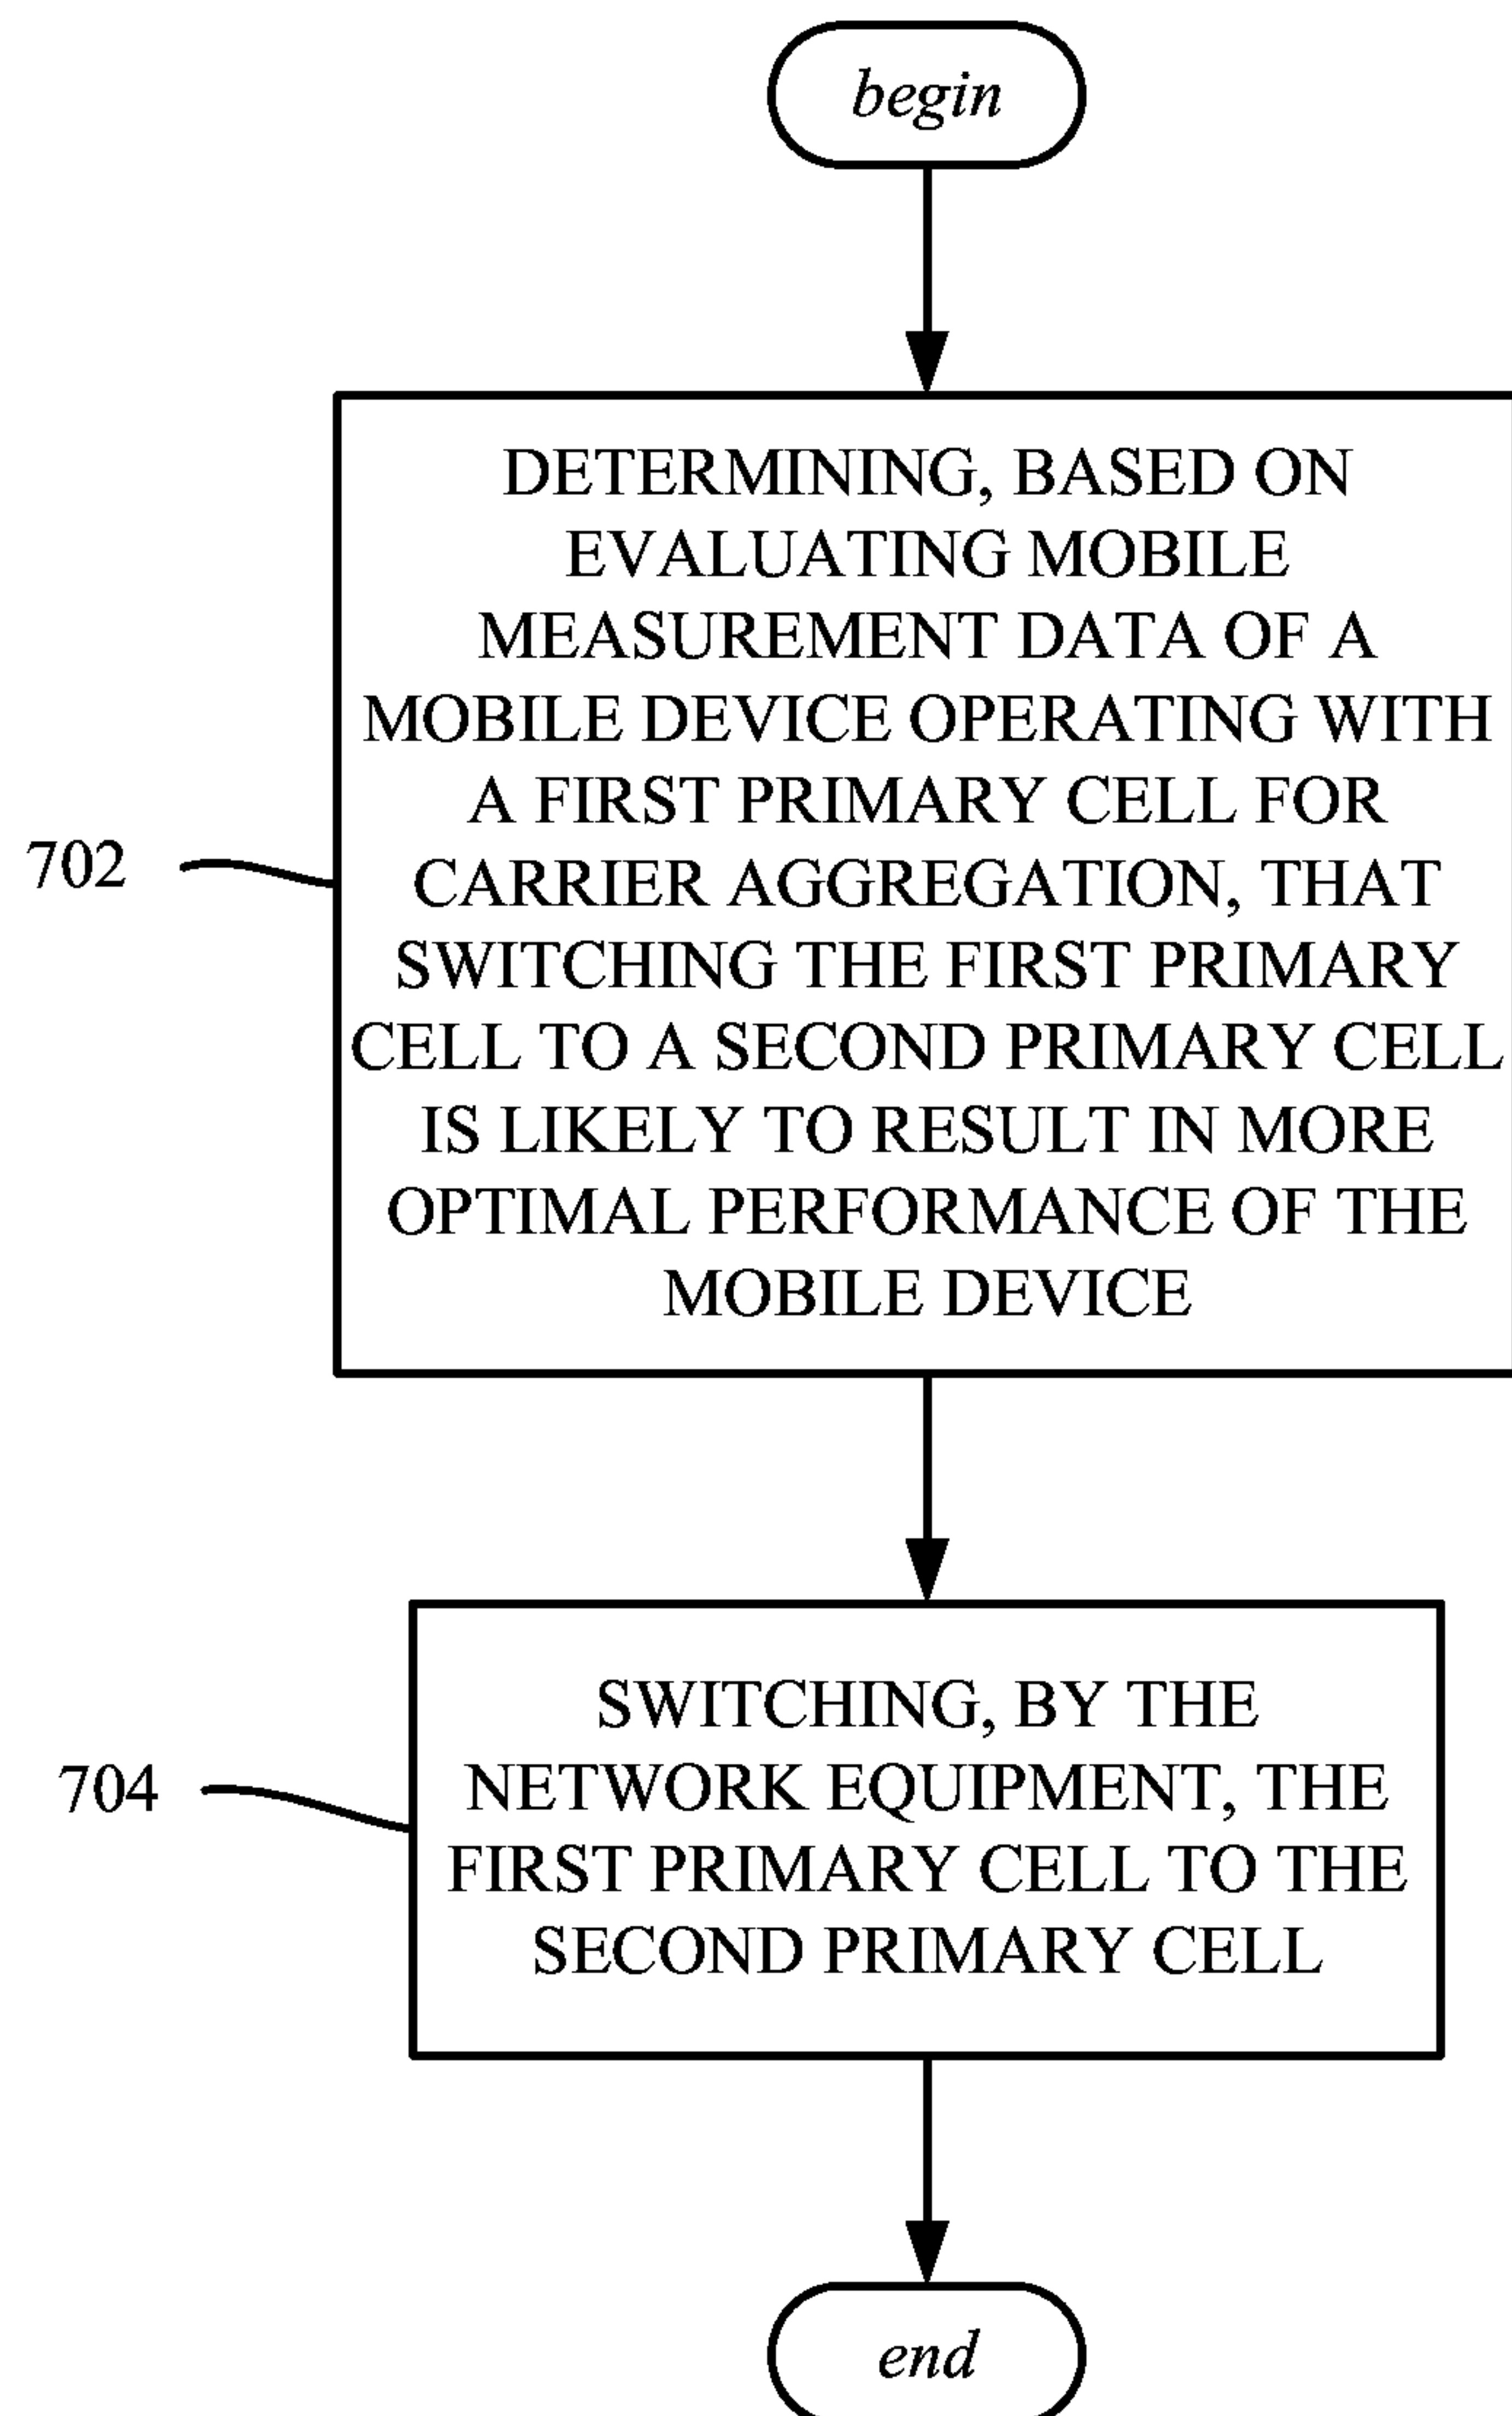 begin
DETERMINING, BASED ON
EVALUATING MOBILE
MEASUREMENT DATA OF A
MOBILE DEVICE OPERATING WITH
A FIRST PRIMARY CELL FOR
CARRIER AGGREGATION, THAT
SWITCHING THE FIRST PRIMARY
CELL TO A SECOND PRIMARY CELL
IS LIKELY TO RESULT IN MORE
OPTIMAL PERFORMANCE OF THE
MOBILE DEVICE
702
SWITCHING, BY THE
NETWORK EQUIPMENT, THE
FIRST PRIMARY CELL TO THE
SECOND PRIMARY CELL
704
end